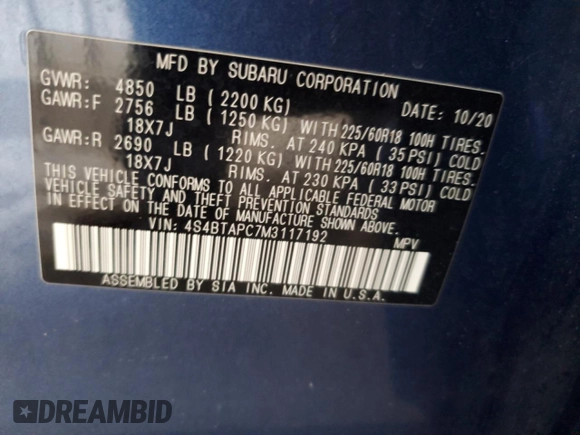 MFD BY SUBARU CORPORATION
GVWR: 4850 LB (2200 KG) DATE: 10/20
GAWR:F 2756 LB (1250 KG) WITH 225/60R18 100H TIRES.
18X7J RIMS. AT 240 KPA (35 PSI) COLD
GAWR:R 2690 LB (1220 KG) WITH 225/60R18 100H TIRES.
18X7J RIMS. AT 230 KPA (33 PSI) COLD
THIS VEHICLE CONFORMS TO ALL APPLICABLE FEDERAL MOTOR
VEHICLE SAFETY AND THEFT PREVENTION STANDARDS
IN EFFECT ON THE DATE OF MANUFACTURE SHOWN ABOVE.
VIN: 4S4BTAPC7M3117192 MPV
ASSEMBLED BY SIA INC. MADE IN U.S.A.
DREAMBID